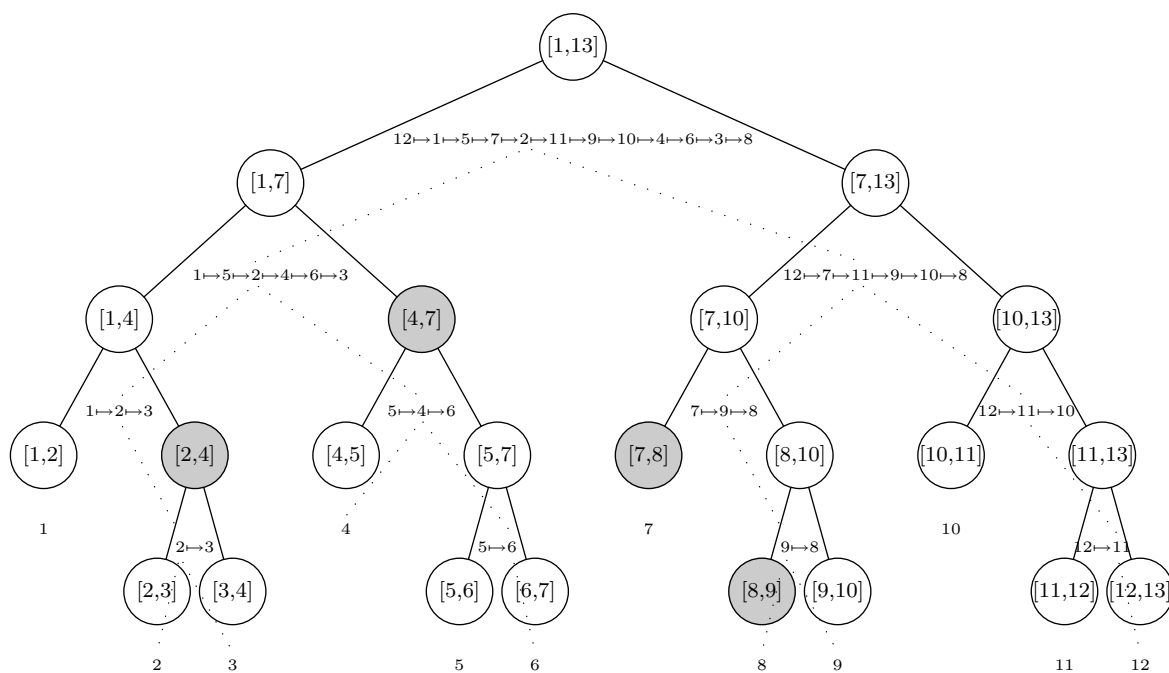 [1,13]
12↦1↦5↦7↦2↦11↦9↦10↦4↦6↦3↦8
[1,7] [7,13]
1↦5↦2↦4↦6↦3 12↦7↦11↦9↦10↦8
[1,4] [4,7] [7,10] [10,13]
1↦2↦3 5↦4↦6 7↦9↦8 12↦11↦10
[1,2] [2,4] [4,5] [5,7] [7,8] [8,10] [10,11] [11,13]
1 4 7 10
2↦3 5↦6 9↦8 12↦11
[2,3] [3,4] [5,6] [6,7] [8,9] [9,10] [11,12] [12,13]
2 3 5 6 8 9 11 12